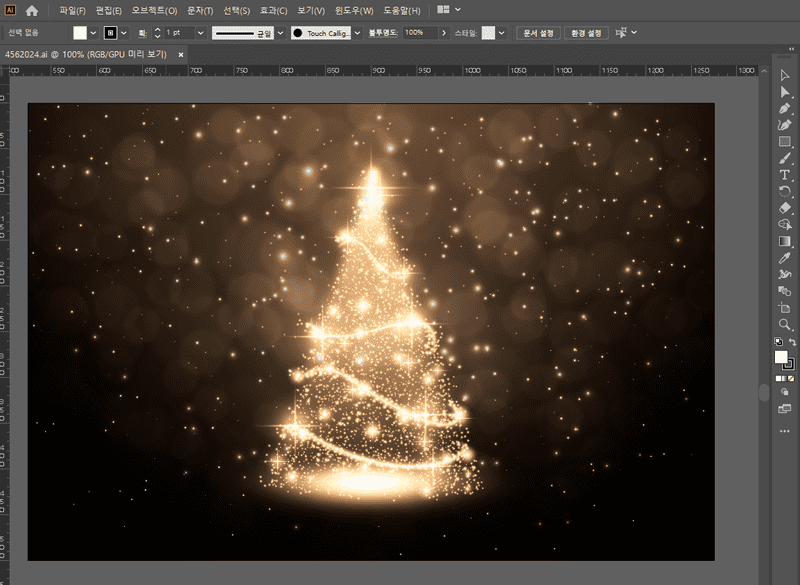 Ai 파일(F) 편집(E) 오브젝트(O) 문자(T) 선택(S) 효과(C) 보기(V) 윈도우(W) 도움말(H)
선택 없음 획: 1 pt 균일 Touch Callig... 불투명도: 100% 스타일: 문서 설정 환경 설정
4562024.ai @ 100% (RGB/GPU 미리 보기) ×
550 600 650 700 750 800 850 900 950 1000 1050 1100 1150 1200 1250 1300